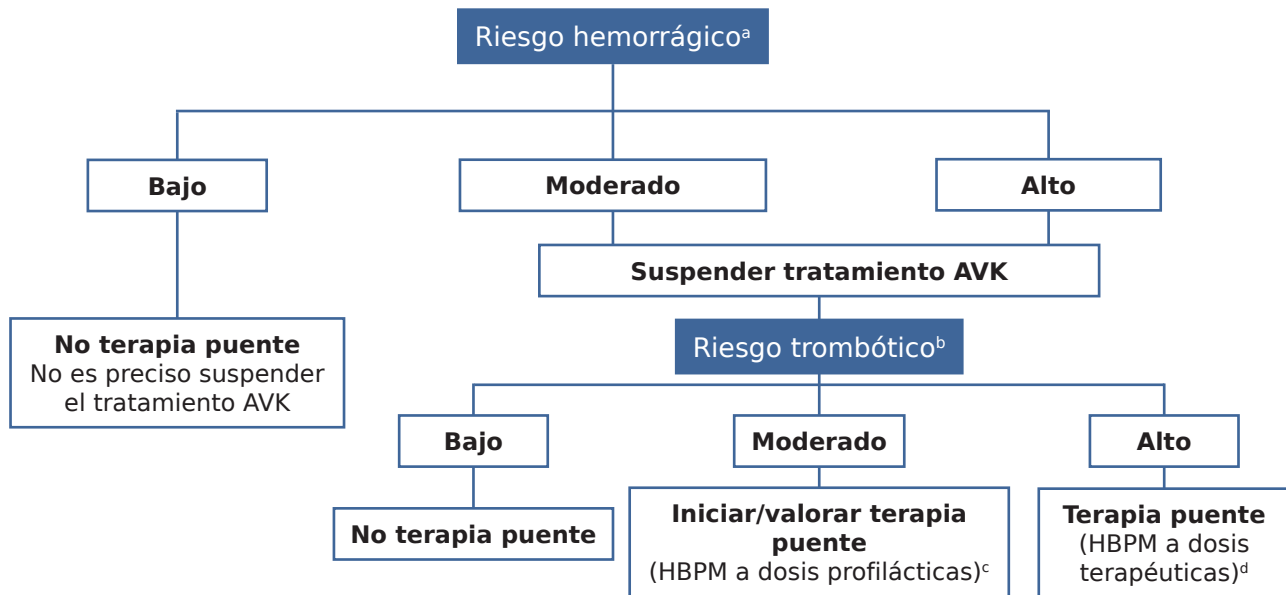 Riesgo hemorrágicoᵃ
Bajo
Moderado
Alto
Suspender tratamiento AVK
No terapia puente
No es preciso suspender
el tratamiento AVK
Riesgo trombóticoᵇ
Bajo
Moderado
Alto
No terapia puente
Iniciar/valorar terapia
puente
(HBPM a dosis profilácticas)ᶜ
Terapia puente
(HBPM a dosis
terapéuticas)ᵈ